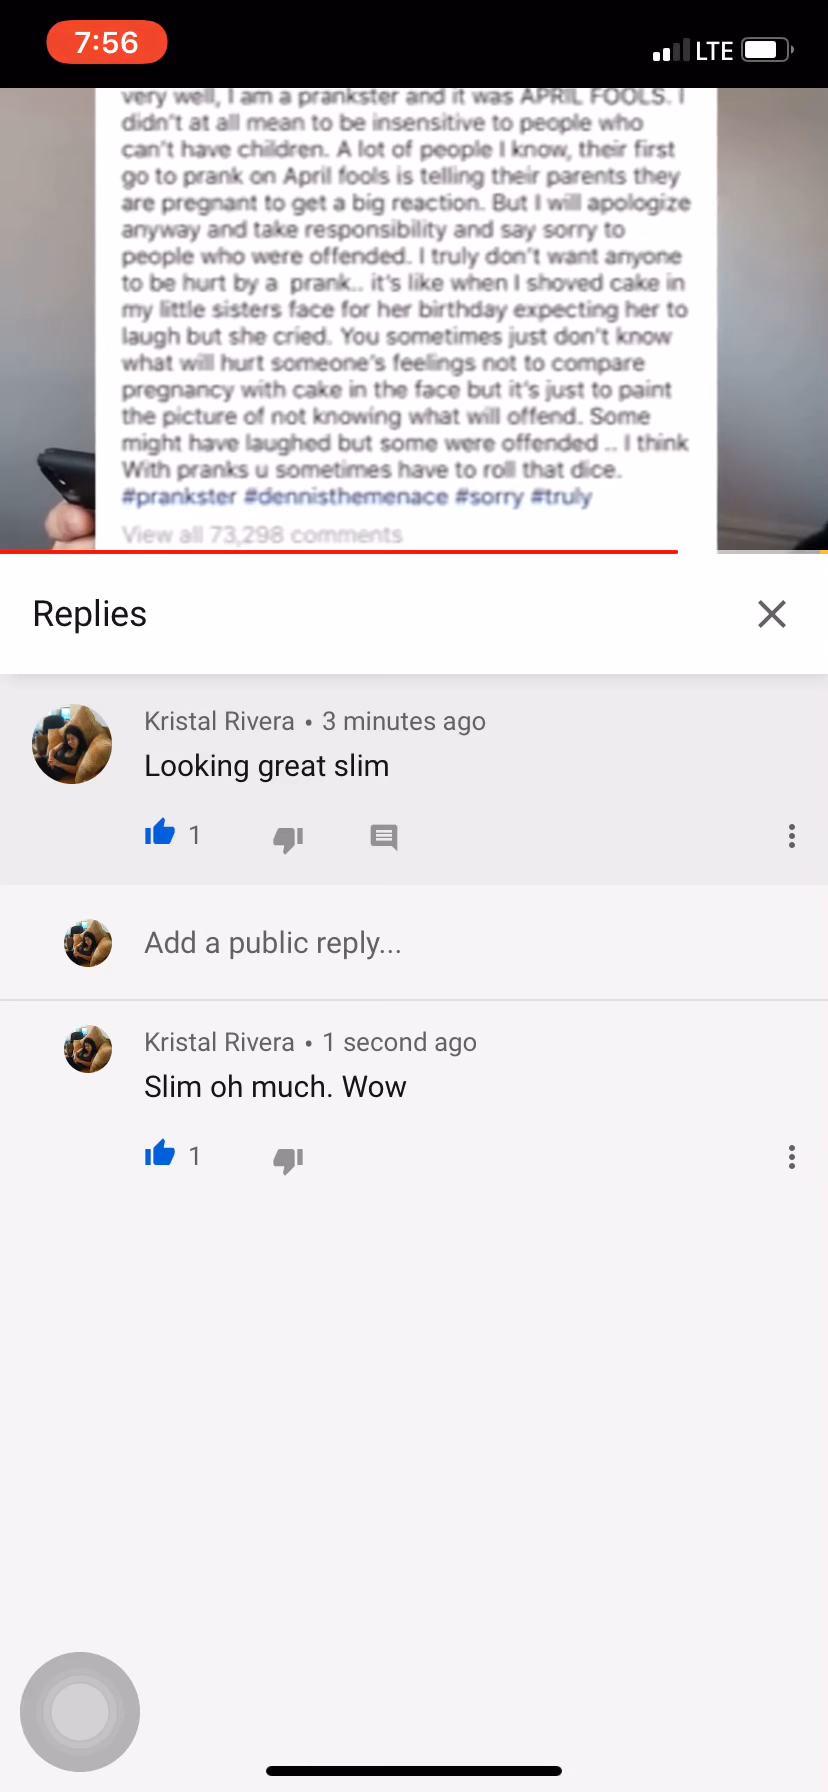 7:56
LTE
very well, I am a prankster and it was APRIL FOOLS. I
didn't at all mean to be insensitive to people who
can't have children. A lot of people I know, their first
go to prank on April fools is telling their parents they
are pregnant to get a big reaction. But I will apologize
anyway and take responsibility and say sorry to
people who were offended. I truly don't want anyone
to be hurt by a prank.. it's like when I shoved cake in
my little sisters face for her birthday expecting her to
laugh but she cried. You sometimes just don't know
what will hurt someone's feelings not to compare
pregnancy with cake in the face but it's just to paint
the picture of not knowing what will offend. Some
might have laughed but some were offended .. I think
With pranks u sometimes have to roll that dice.
#prankster #dennisthemenace #sorry #truly
View all 73,298 comments
Replies
Kristal Rivera • 3 minutes ago
Looking great slim
1
Add a public reply...
Kristal Rivera • 1 second ago
Slim oh much. Wow
1